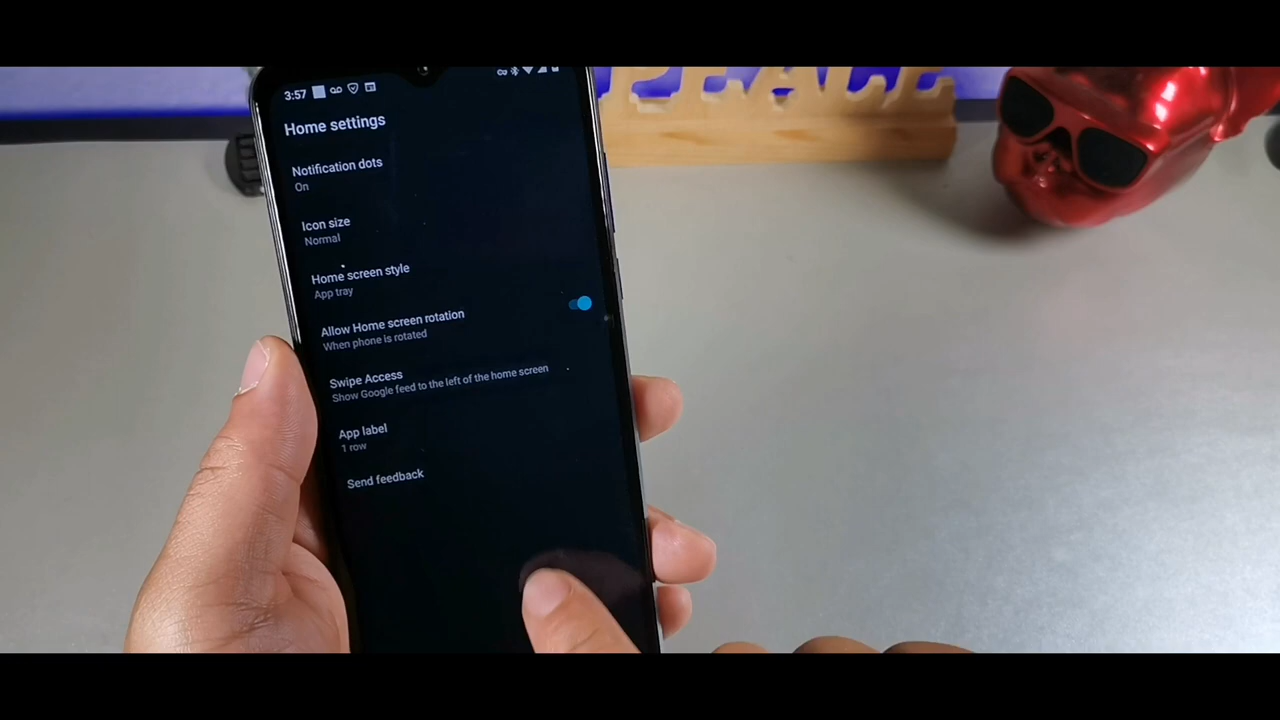 PEACE
3:57
Home settings
Notification dots
On
Icon size
Normal
Home screen style
App tray
Allow Home screen rotation
When phone is rotated
Swipe Access
Show Google feed to the left of the home screen
App label
1 row
Send feedback